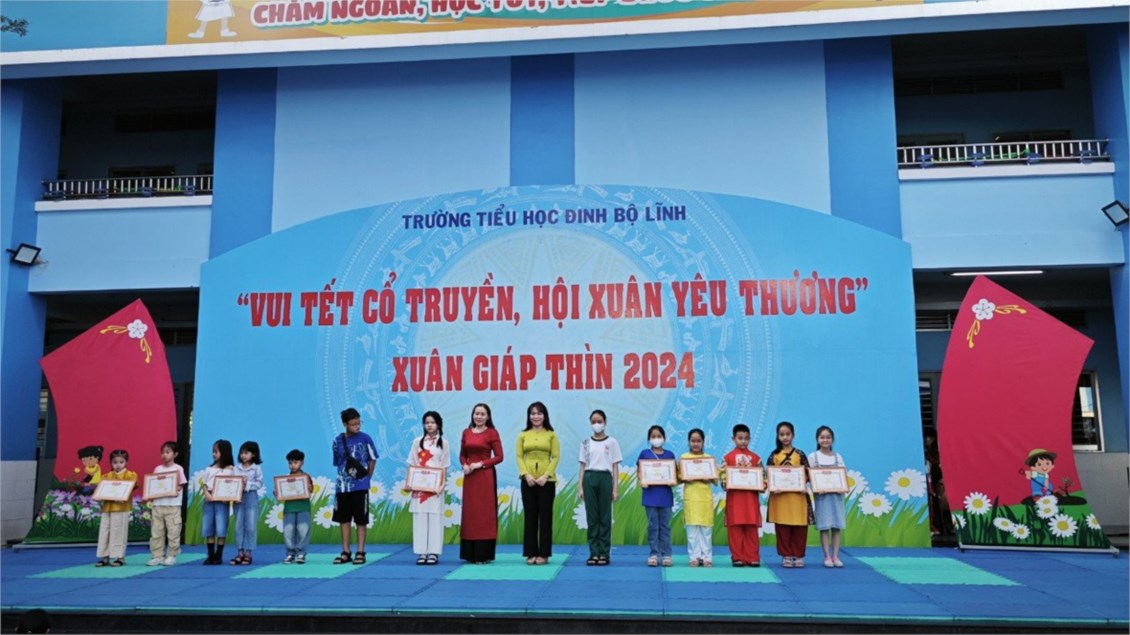 CHĂM NGOAN, HỌC TỐT,
TRƯỜNG TIỂU HỌC ĐINH BỘ LĨNH
“VUI TẾT CỔ TRUYỀN, HỘI XUÂN YÊU THƯƠNG”
XUÂN GIÁP THÌN 2024